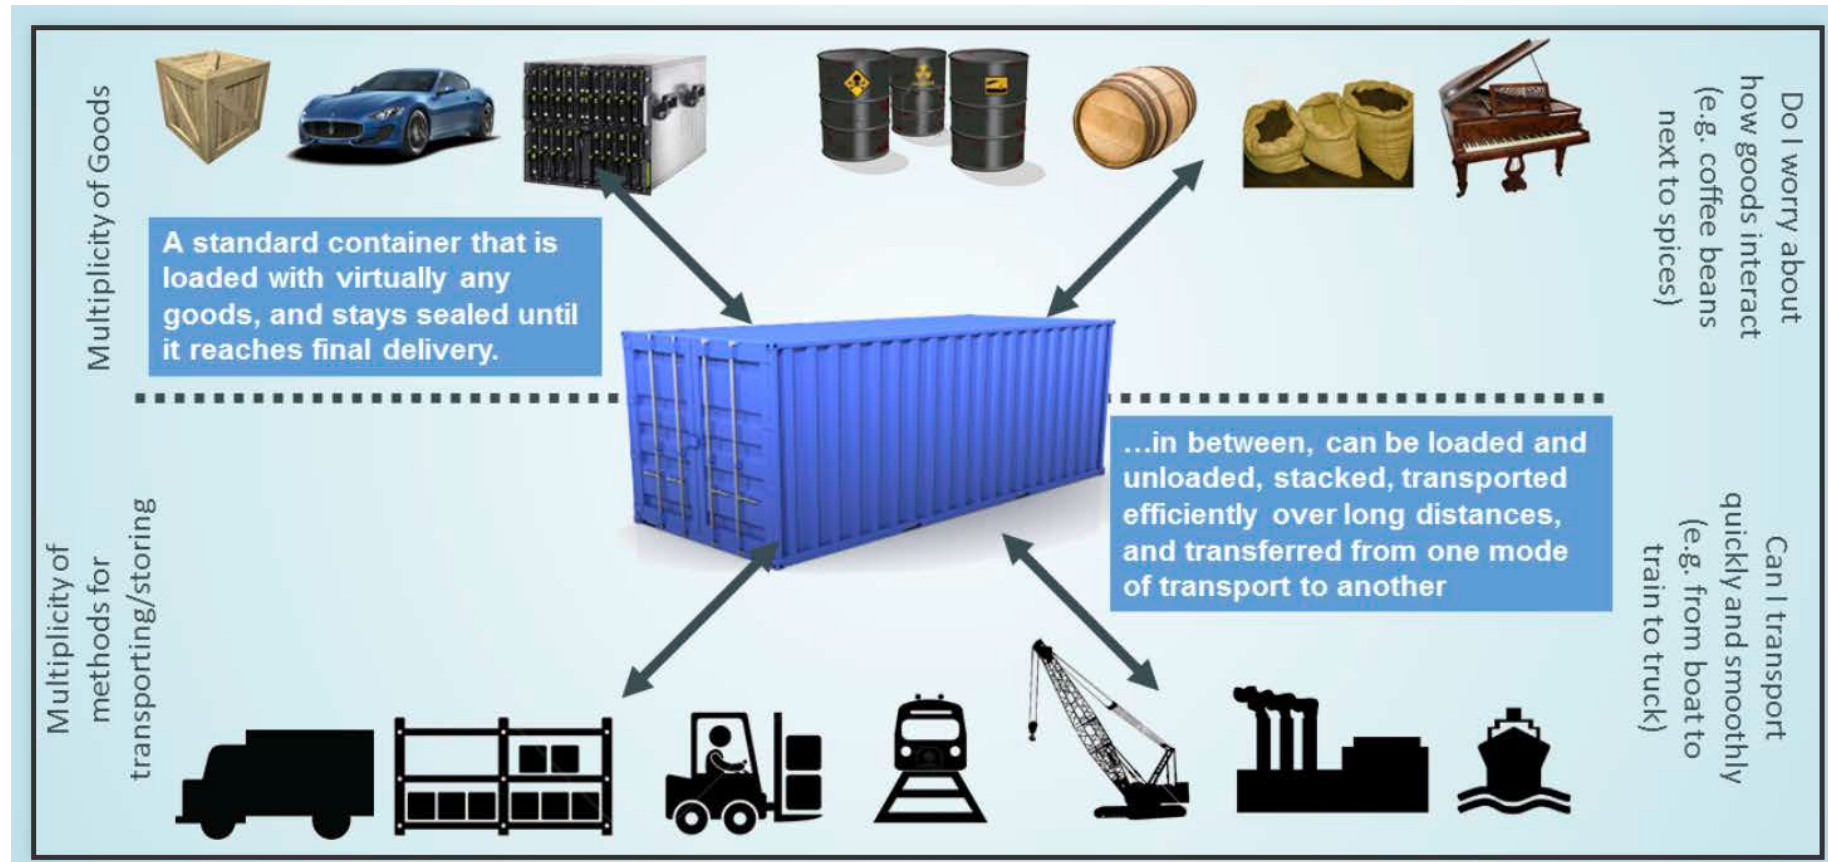 Multiplicity of Goods
A standard container that is
loaded with virtually any
goods, and stays sealed until
it reaches final delivery.
Do I worry about
how goods interact
(e.g. coffee beans
next to spices)
Multiplicity of
methods for
transporting/storing
…in between, can be loaded and
unloaded, stacked, transported
efficiently over long distances,
and transferred from one mode
of transport to another
Can I transport
quickly and smoothly
(e.g. from boat to
train to truck)